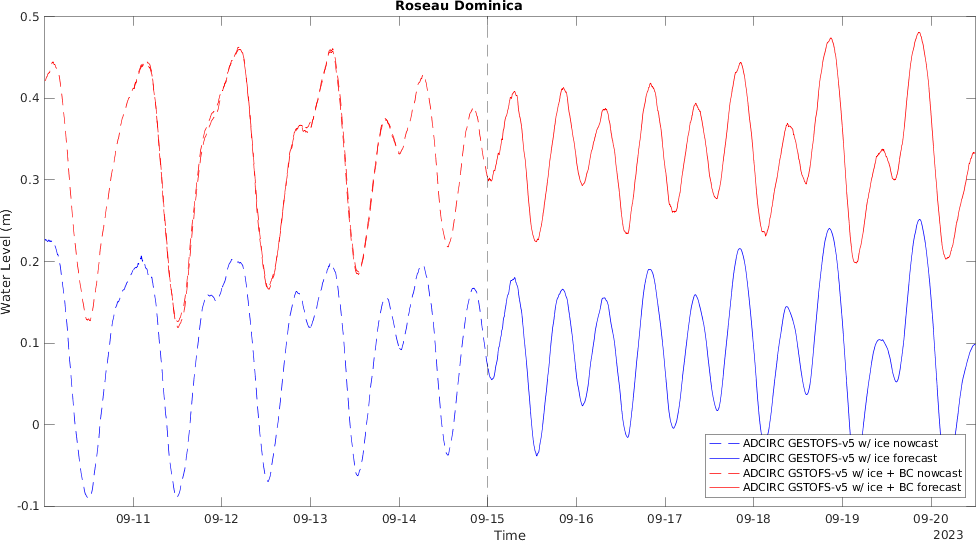 Roseau Dominica
0.5
0.4
0.3
0.2
0.1
0
-0.1
Water Level (m)
09-11 09-12 09-13 09-14 09-15 09-16 09-17 09-18 09-19 09-20
Time
2023
ADCIRC GESTOFS-v5 w/ ice nowcast
ADCIRC GESTOFS-v5 w/ ice forecast
ADCIRC GSTOFS-v5 w/ ice + BC nowcast
ADCIRC GSTOFS-v5 w/ ice + BC forecast